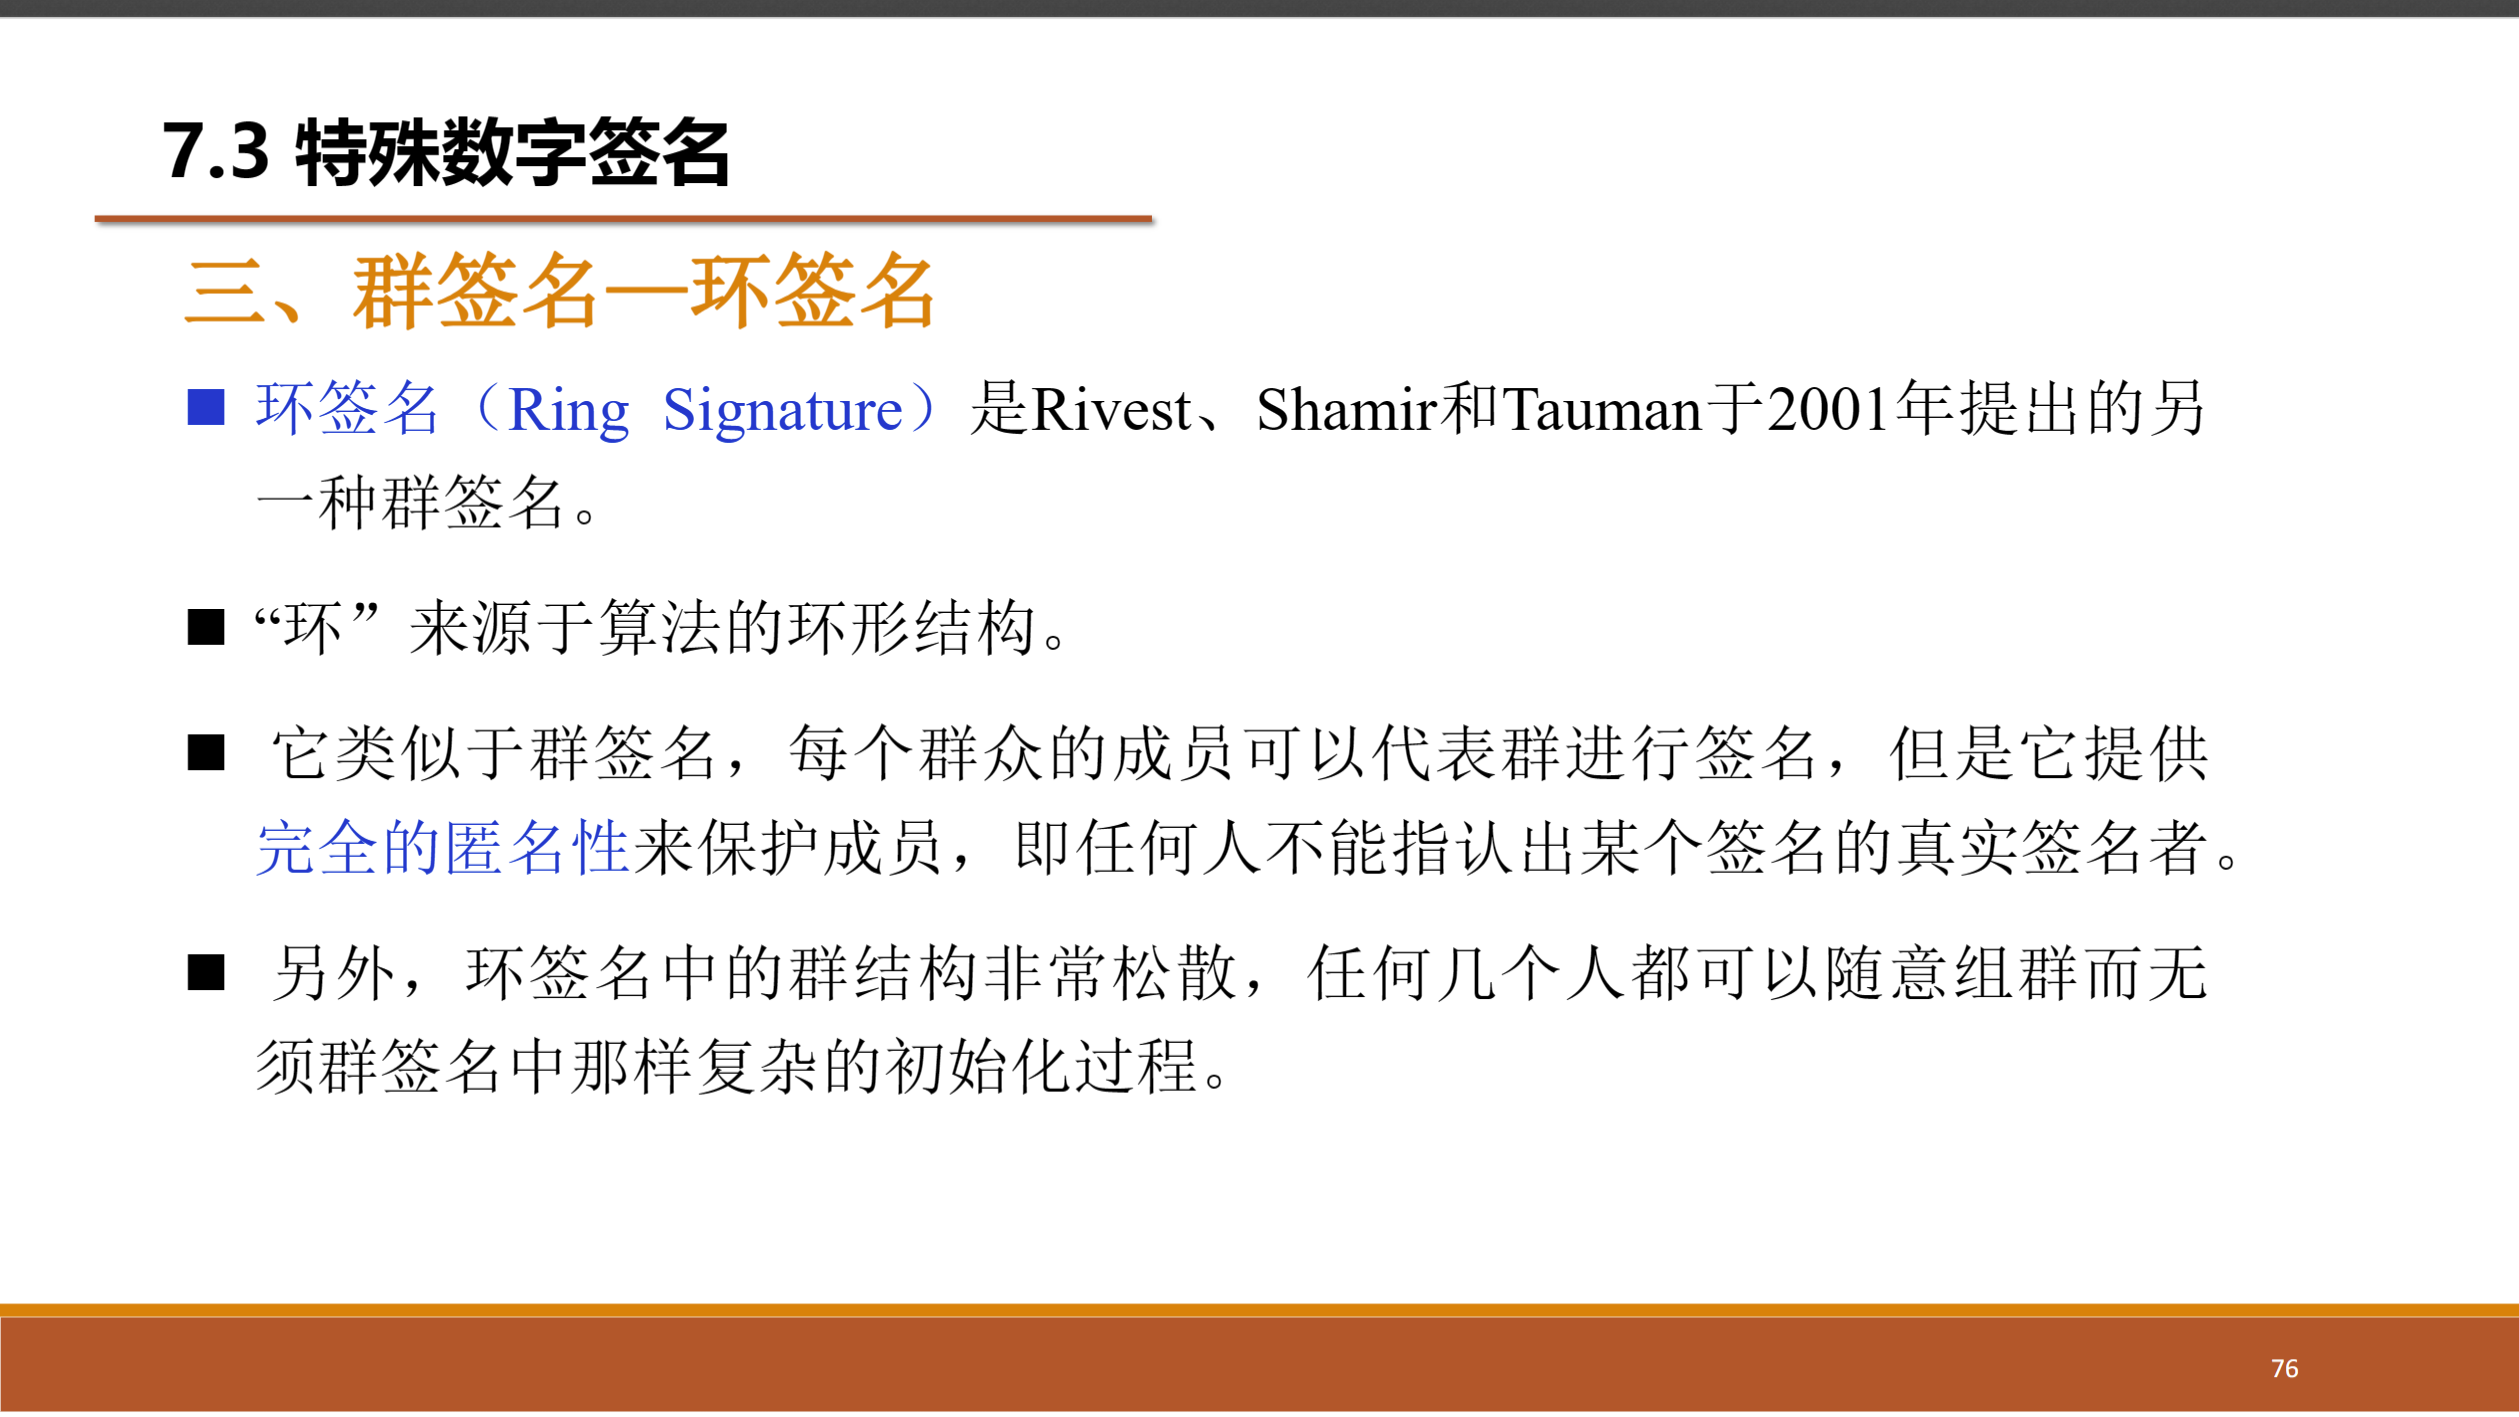 7.3 特殊数字签名
三、群签名—环签名
■ 环签名（Ring Signature）是Rivest、Shamir和Tauman于2001年提出的另
一种群签名。
■ “环”来源于算法的环形结构。
■ 它类似于群签名，每个群众的成员可以代表群进行签名，但是它提供
完全的匿名性来保护成员，即任何人不能指认出某个签名的真实签名者。
■ 另外，环签名中的群结构非常松散，任何几个人都可以随意组群而无
须群签名中那样复杂的初始化过程。
76